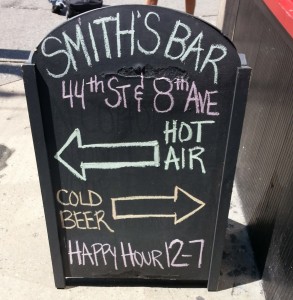 SMITH'S BAR
44TH ST & 8TH AVE
HOT
AIR
COLD
BEER
HAPPY HOUR 12-7